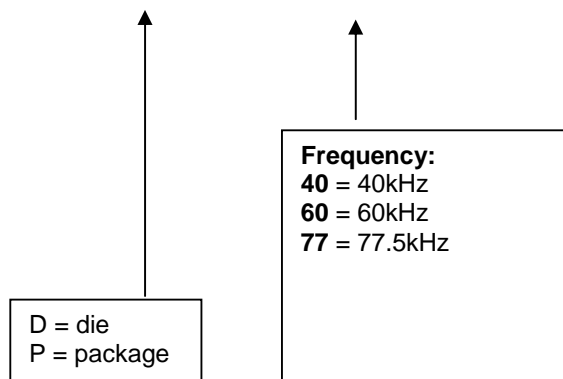 Frequency:
40 = 40kHz
60 = 60kHz
77 = 77.5kHz
D = die
P = package